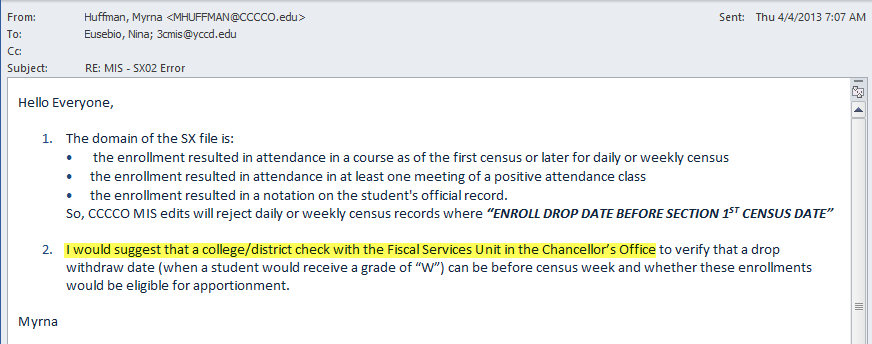 From: Huffman, Myrna <MHUFFMAN@CCCCO.edu> Sent: Thu 4/4/2013 7:07 AM
To: Eusebio, Nina; 3cmis@yccd.edu
Cc:
Subject: RE: MIS - SX02 Error
Hello Everyone,
1. The domain of the SX file is:
• the enrollment resulted in attendance in a course as of the first census or later for daily or weekly census
• the enrollment resulted in attendance in at least one meeting of a positive attendance class
• the enrollment resulted in a notation on the student's official record.
So, CCCCO MIS edits will reject daily or weekly census records where “ENROLL DROP DATE BEFORE SECTION 1ST CENSUS DATE”
2. I would suggest that a college/district check with the Fiscal Services Unit in the Chancellor’s Office to verify that a drop
withdraw date (when a student would receive a grade of “W”) can be before census week and whether these enrollments
would be eligible for apportionment.
Myrna